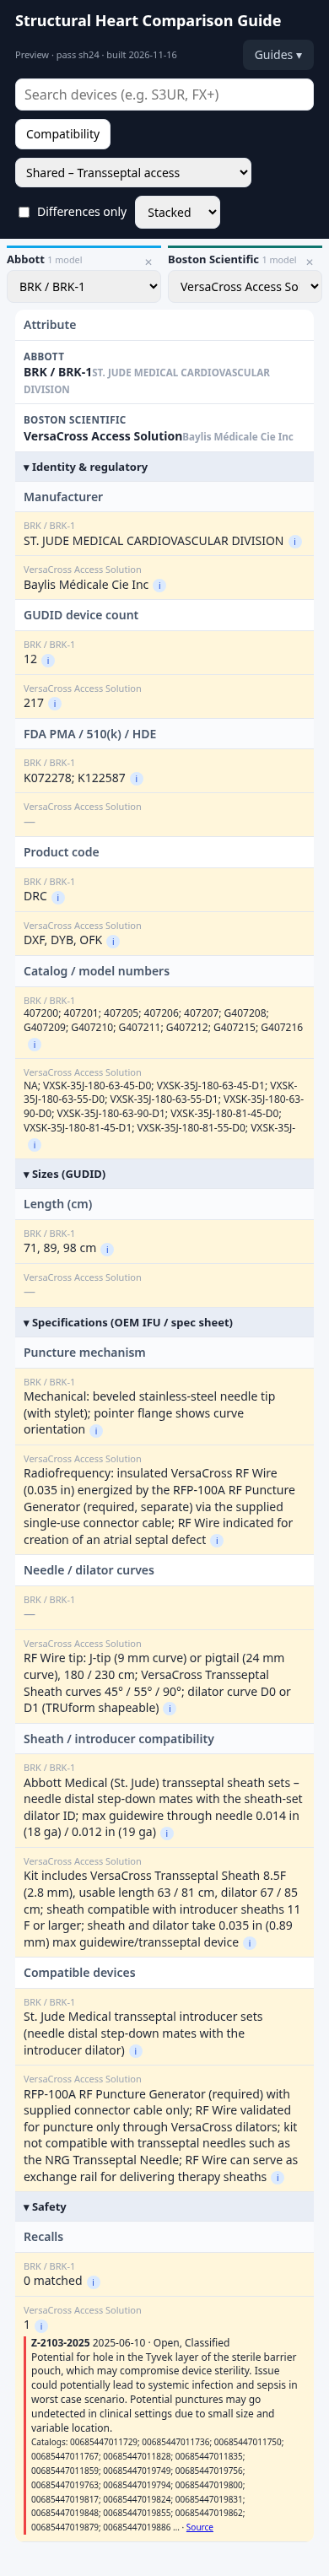 Structural Heart Comparison Guide
Preview · pass sh24 · built 2026-11-16
Guides ▾
Search devices (e.g. S3UR, FX+)
Compatibility
Shared – Transseptal access
Differences only
Stacked
Abbott 1 model ×
BRK / BRK-1
Boston Scientific 1 model ×
VersaCross Access So
Attribute
ABBOTT
BRK / BRK-1ST. JUDE MEDICAL CARDIOVASCULAR
DIVISION
BOSTON SCIENTIFIC
VersaCross Access SolutionBaylis Médicale Cie Inc
▾ Identity & regulatory
Manufacturer
BRK / BRK-1
ST. JUDE MEDICAL CARDIOVASCULAR DIVISION i
VersaCross Access Solution
Baylis Médicale Cie Inc i
GUDID device count
BRK / BRK-1
12 i
VersaCross Access Solution
217 i
FDA PMA / 510(k) / HDE
BRK / BRK-1
K072278; K122587 i
VersaCross Access Solution
—
Product code
BRK / BRK-1
DRC i
VersaCross Access Solution
DXF, DYB, OFK i
Catalog / model numbers
BRK / BRK-1
407200; 407201; 407205; 407206; 407207; G407208;
G407209; G407210; G407211; G407212; G407215; G407216
i
VersaCross Access Solution
NA; VXSK-35J-180-63-45-D0; VXSK-35J-180-63-45-D1; VXSK-
35J-180-63-55-D0; VXSK-35J-180-63-55-D1; VXSK-35J-180-63-
90-D0; VXSK-35J-180-63-90-D1; VXSK-35J-180-81-45-D0;
VXSK-35J-180-81-45-D1; VXSK-35J-180-81-55-D0; VXSK-35J-
i
▾ Sizes (GUDID)
Length (cm)
BRK / BRK-1
71, 89, 98 cm i
VersaCross Access Solution
—
▾ Specifications (OEM IFU / spec sheet)
Puncture mechanism
BRK / BRK-1
Mechanical: beveled stainless-steel needle tip
(with stylet); pointer flange shows curve
orientation i
VersaCross Access Solution
Radiofrequency: insulated VersaCross RF Wire
(0.035 in) energized by the RFP-100A RF Puncture
Generator (required, separate) via the supplied
single-use connector cable; RF Wire indicated for
creation of an atrial septal defect i
Needle / dilator curves
BRK / BRK-1
—
VersaCross Access Solution
RF Wire tip: J-tip (9 mm curve) or pigtail (24 mm
curve), 180 / 230 cm; VersaCross Transseptal
Sheath curves 45° / 55° / 90°; dilator curve D0 or
D1 (TRUform shapeable) i
Sheath / introducer compatibility
BRK / BRK-1
Abbott Medical (St. Jude) transseptal sheath sets –
needle distal step-down mates with the sheath-set
dilator ID; max guidewire through needle 0.014 in
(18 ga) / 0.012 in (19 ga) i
VersaCross Access Solution
Kit includes VersaCross Transseptal Sheath 8.5F
(2.8 mm), usable length 63 / 81 cm, dilator 67 / 85
cm; sheath compatible with introducer sheaths 11
F or larger; sheath and dilator take 0.035 in (0.89
mm) max guidewire/transseptal device i
Compatible devices
BRK / BRK-1
St. Jude Medical transseptal introducer sets
(needle distal step-down mates with the
introducer dilator) i
VersaCross Access Solution
RFP-100A RF Puncture Generator (required) with
supplied connector cable only; RF Wire validated
for puncture only through VersaCross dilators; kit
not compatible with transseptal needles such as
the NRG Transseptal Needle; RF Wire can serve as
exchange rail for delivering therapy sheaths i
▾ Safety
Recalls
BRK / BRK-1
0 matched i
VersaCross Access Solution
1 i
Z-2103-2025 2025-06-10 · Open, Classified
Potential for hole in the Tyvek layer of the sterile barrier
pouch, which may compromise device sterility. Issue
could potentially lead to systemic infection and sepsis in
worst case scenario. Potential punctures may go
undetected in clinical settings due to small size and
variable location.
Catalogs: 00685447011729; 00685447011736; 00685447011750;
00685447011767; 00685447011828; 00685447011835;
00685447011859; 00685447019749; 00685447019756;
00685447019763; 00685447019794; 00685447019800;
00685447019817; 00685447019824; 00685447019831;
00685447019848; 00685447019855; 00685447019862;
00685447019879; 00685447019886 … · Source